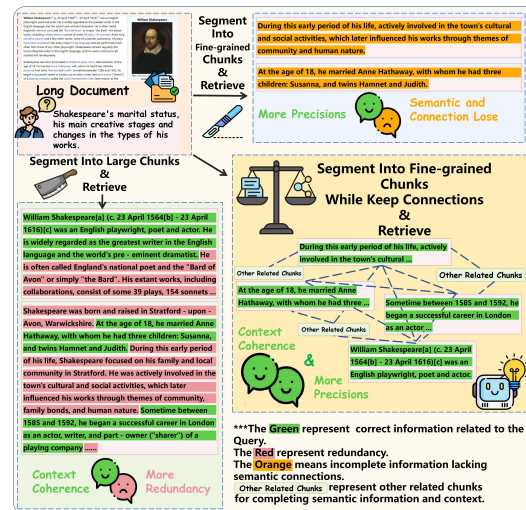 William Shakespeare
Long Document
Shakespeare's marital status,
his main creative stages and
changes in the types of his
works.
Segment
Into
Fine-grained
Chunks
&
Retrieve
During this early period of his life, actively involved in the town's cultural
and social activities, which later influenced his works through themes of
community and human nature.
At the age of 18, he married Anne Hathaway, with whom he had three
children: Susanna, and twins Hamnet and Judith.
More Precisions
Semantic and
Connection Lose
Segment Into Large Chunks
&
Retrieve
William Shakespeare[a] (c. 23 April 1564[b] - 23 April
1616)[c] was an English playwright, poet and actor. He
is widely regarded as the greatest writer in the English
language and the world's pre - eminent dramatist. He
is often called England's national poet and the "Bard of
Avon" or simply "the Bard". His extant works, including
collaborations, consist of some 39 plays, 154 sonnets ...
Shakespeare was born and raised in Stratford - upon -
Avon, Warwickshire. At the age of 18, he married Anne
Hathaway, with whom he had three children: Susanna,
and twins Hamnet and Judith. During this early period
of his life, Shakespeare focused on his family and local
community in Stratford. He was actively involved in the
town's cultural and social activities, which later
influenced his works through themes of community,
family bonds, and human nature. Sometime between
1585 and 1592, he began a successful career in London
as an actor, writer, and part - owner ("sharer") of a
playing company ......
Context
Coherence
More
Redundancy
Segment Into Fine-grained
Chunks
While Keep Connections
&
Retrieve
During this early period of his life, actively
involved in the town's cultural ...
Other Related Chunks
Other Related Chunks
At the age of 18, he married Anne
Hathaway, with whom he had three ...
Sometime between 1585 and 1592, he
began a successful career in London
as an actor ...
Other Related Chunks
William Shakespeare[a] (c. 23 April
1564[b] - 23 April 1616)[c] was an
English playwright, poet and actor.
Context
Coherence
&
More
Precisions
***The Green represent correct information related to the
Query.
The Red represent redundancy.
The Orange means incomplete information lacking
semantic connections.
Other Related Chunks represent other related chunks
for completing semantic information and context.